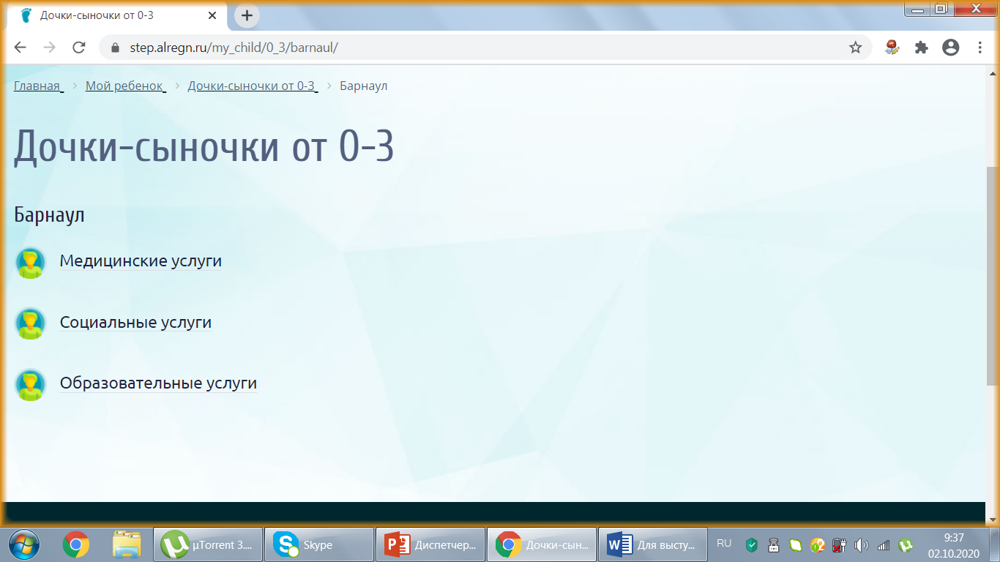 Дочки-сыночки от 0-3
step.alregn.ru/my_child/0_3/barnaul/
Главная > Мой ребенок > Дочки-сыночки от 0-3 > Барнаул
Дочки-сыночки от 0-3
Барнаул
Медицинские услуги
Социальные услуги
Образовательные услуги
µTorrent 3.... Skype Диспетчер... Дочки-сын... Для высту... RU 9:37
02.10.2020